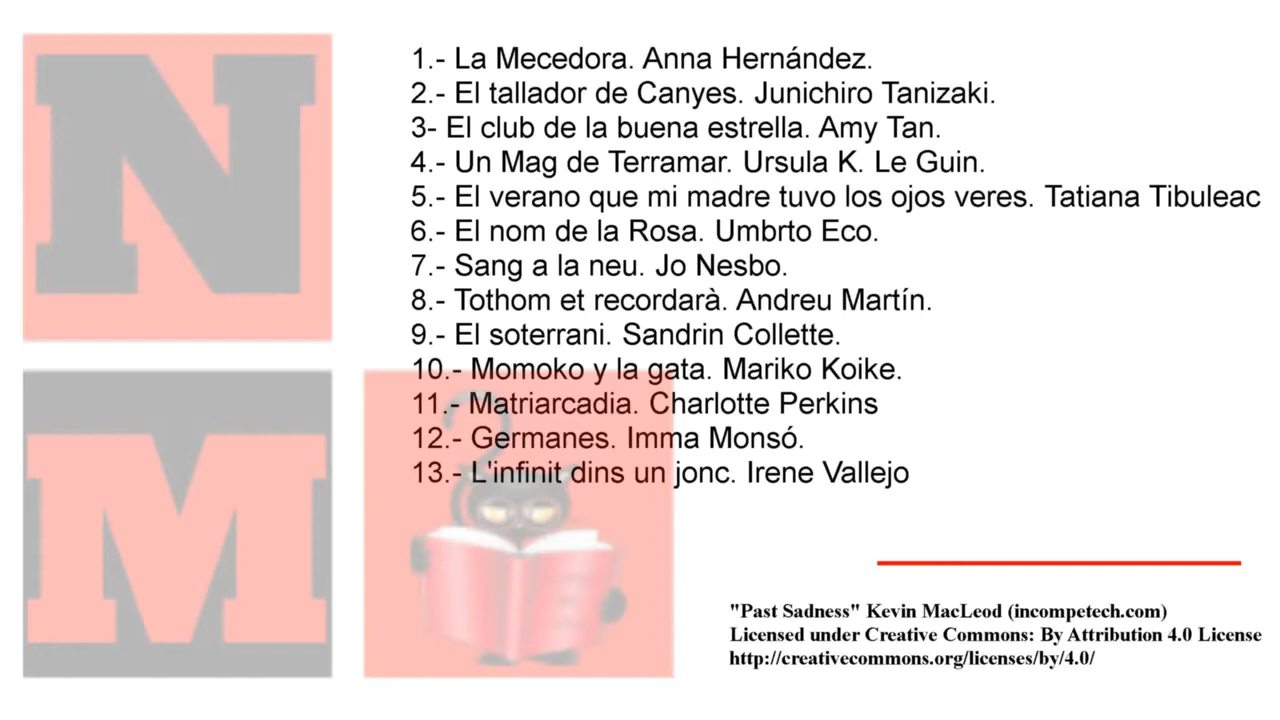 N
1.- La Mecedora. Anna Hernández.
2.- El tallador de Canyes. Junichiro Tanizaki.
3- El club de la buena estrella. Amy Tan.
4.- Un Mag de Terramar. Ursula K. Le Guin.
5.- El verano que mi madre tuvo los ojos veres. Tatiana Tibuleac
6.- El nom de la Rosa. Umbrto Eco.
7.- Sang a la neu. Jo Nesbo.
8.- Tothom et recordarà. Andreu Martín.
9.- El soterrani. Sandrin Collette.
10.- Momoko y la gata. Mariko Koike.
11.- Matriarcadia. Charlotte Perkins
12.- Germanes. Imma Monsó.
13.- L'infinit dins un jonc. Irene Vallejo
M
"Past Sadness" Kevin MacLeod (incompetech.com)
Licensed under Creative Commons: By Attribution 4.0 License
http://creativecommons.org/licenses/by/4.0/